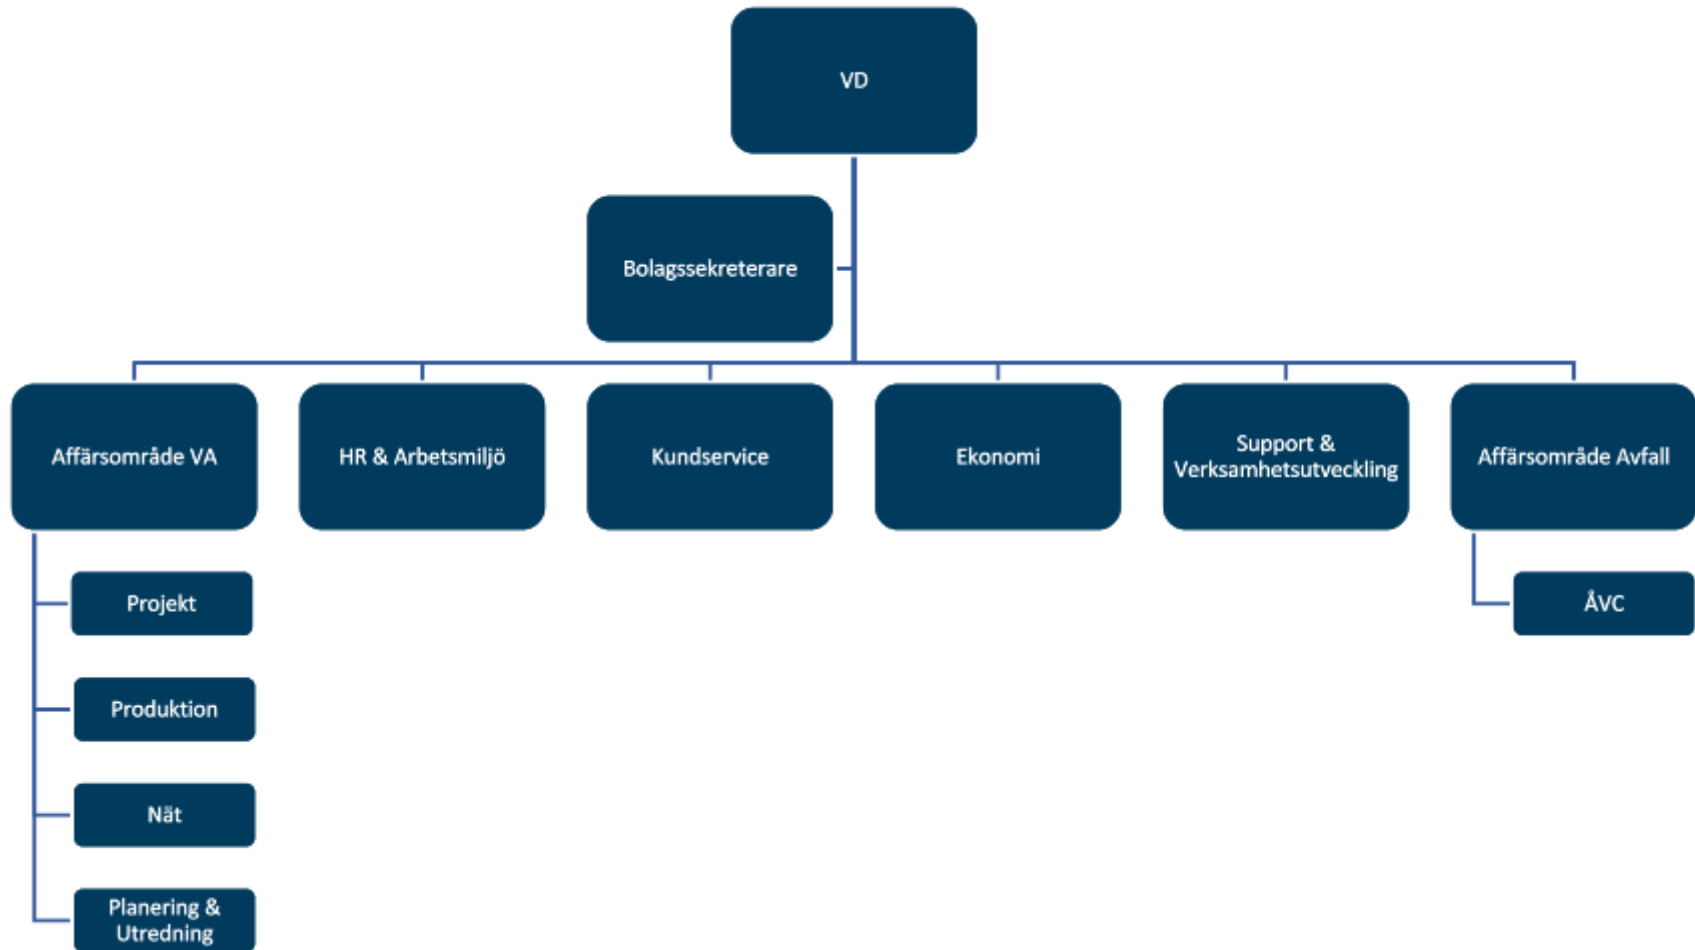 VD
Bolagssekreterare
Affärsområde VA
HR & Arbetsmiljö
Kundservice
Ekonomi
Support &
Verksamhetsutveckling
Affärsområde Avfall
Projekt
Produktion
Nät
Planering &
Utredning
ÅVC